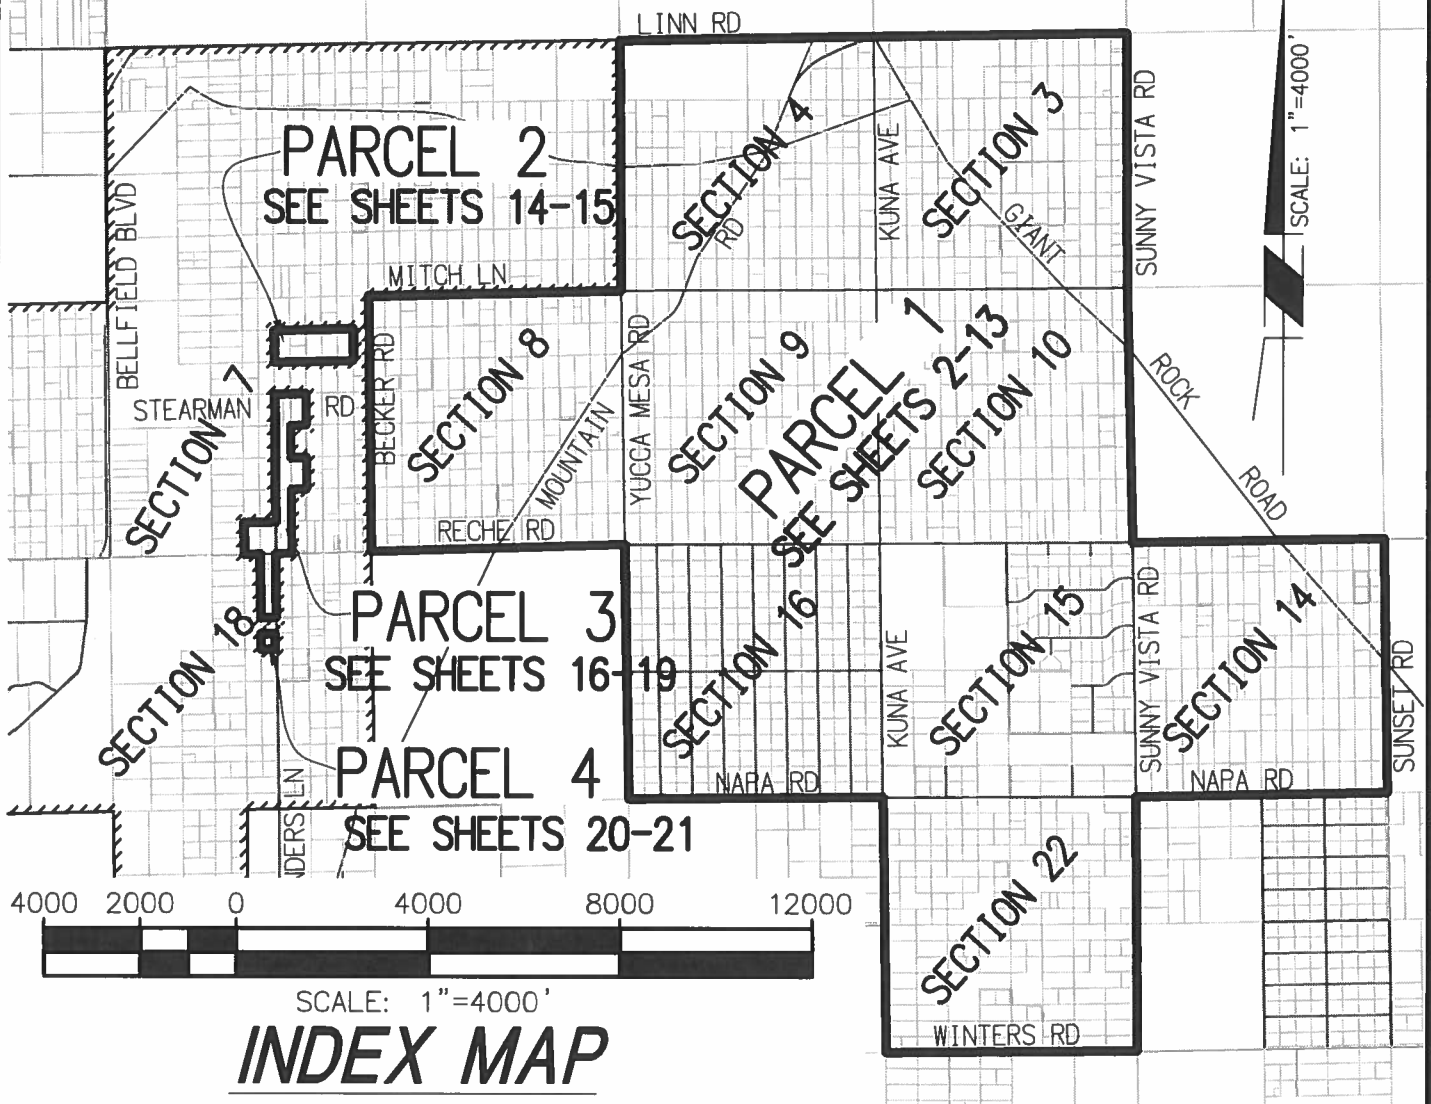 LINN RD
SCALE: 1"=4000'
SUNNY VISTA RD
SECTION 4
SECTION 3
KUNA AVE
PARCEL 2
SEE SHEETS 14-15
BELLFIELD BLVD
RD
GIANT
MITCH LN
PARCEL 1
SEE SHEETS 2-13
SECTION 8
SECTION 9
SECTION 10
YUCCA MESA RD
BECKER RD
ROCK
SECTION 7
STEARMAN RD
MOUNTAIN
ROAD
RECHE RD
PARCEL 3
SEE SHEETS 16-19
SECTION 18
SECTION 16
KUNA AVE
SECTION 15
SUNNY VISTA RD
SECTION 14
SUNSET RD
PARCEL 4
SEE SHEETS 20-21
NDERS LN
NAPA RD
NAPA RD
SECTION 22
WINTERS RD
4000 2000 0 4000 8000 12000
SCALE: 1"=4000'
INDEX MAP